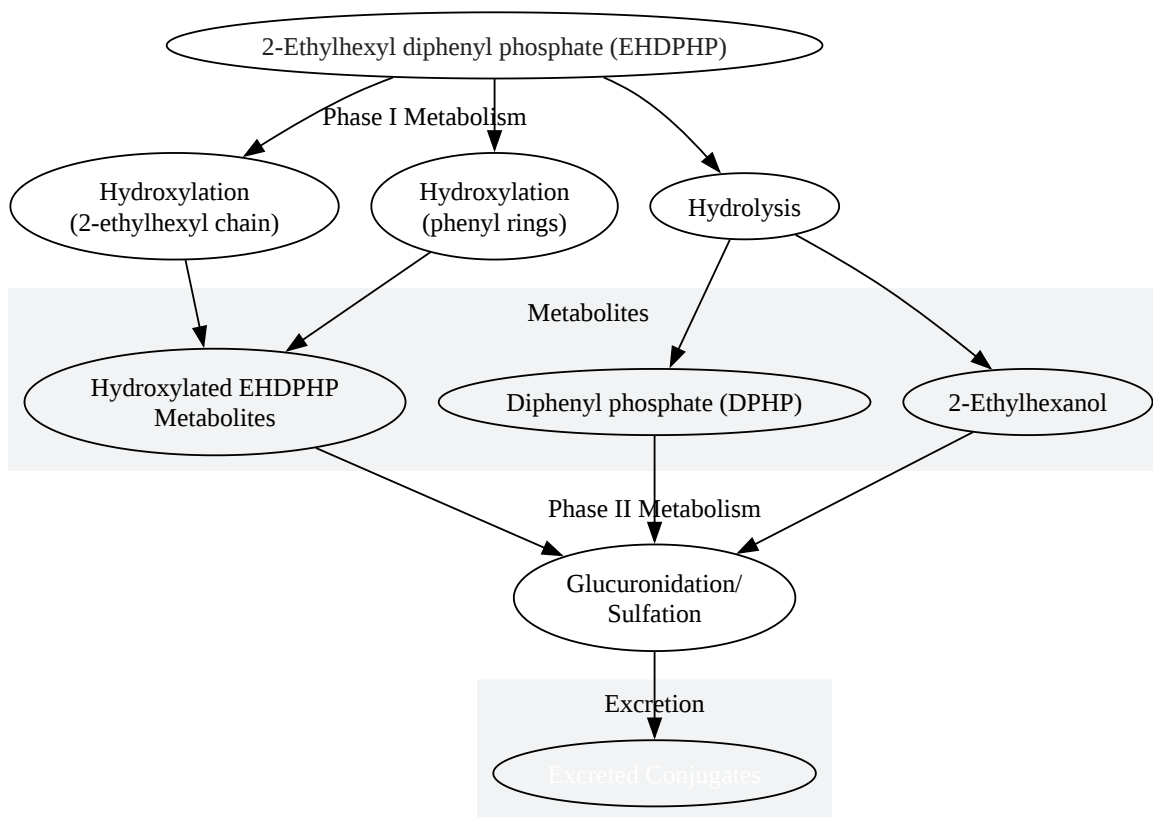 2-Ethylhexyl diphenyl phosphate (EHDPHP)
Phase I Metabolism
Hydroxylation
(2-ethylhexyl chain)
Hydroxylation
(phenyl rings)
Hydrolysis
Metabolites
Hydroxylated EHDPHP
Metabolites
Diphenyl phosphate (DPHP)
2-Ethylhexanol
Phase II Metabolism
Glucuronidation/
Sulfation
Excretion
Excreted Conjugates